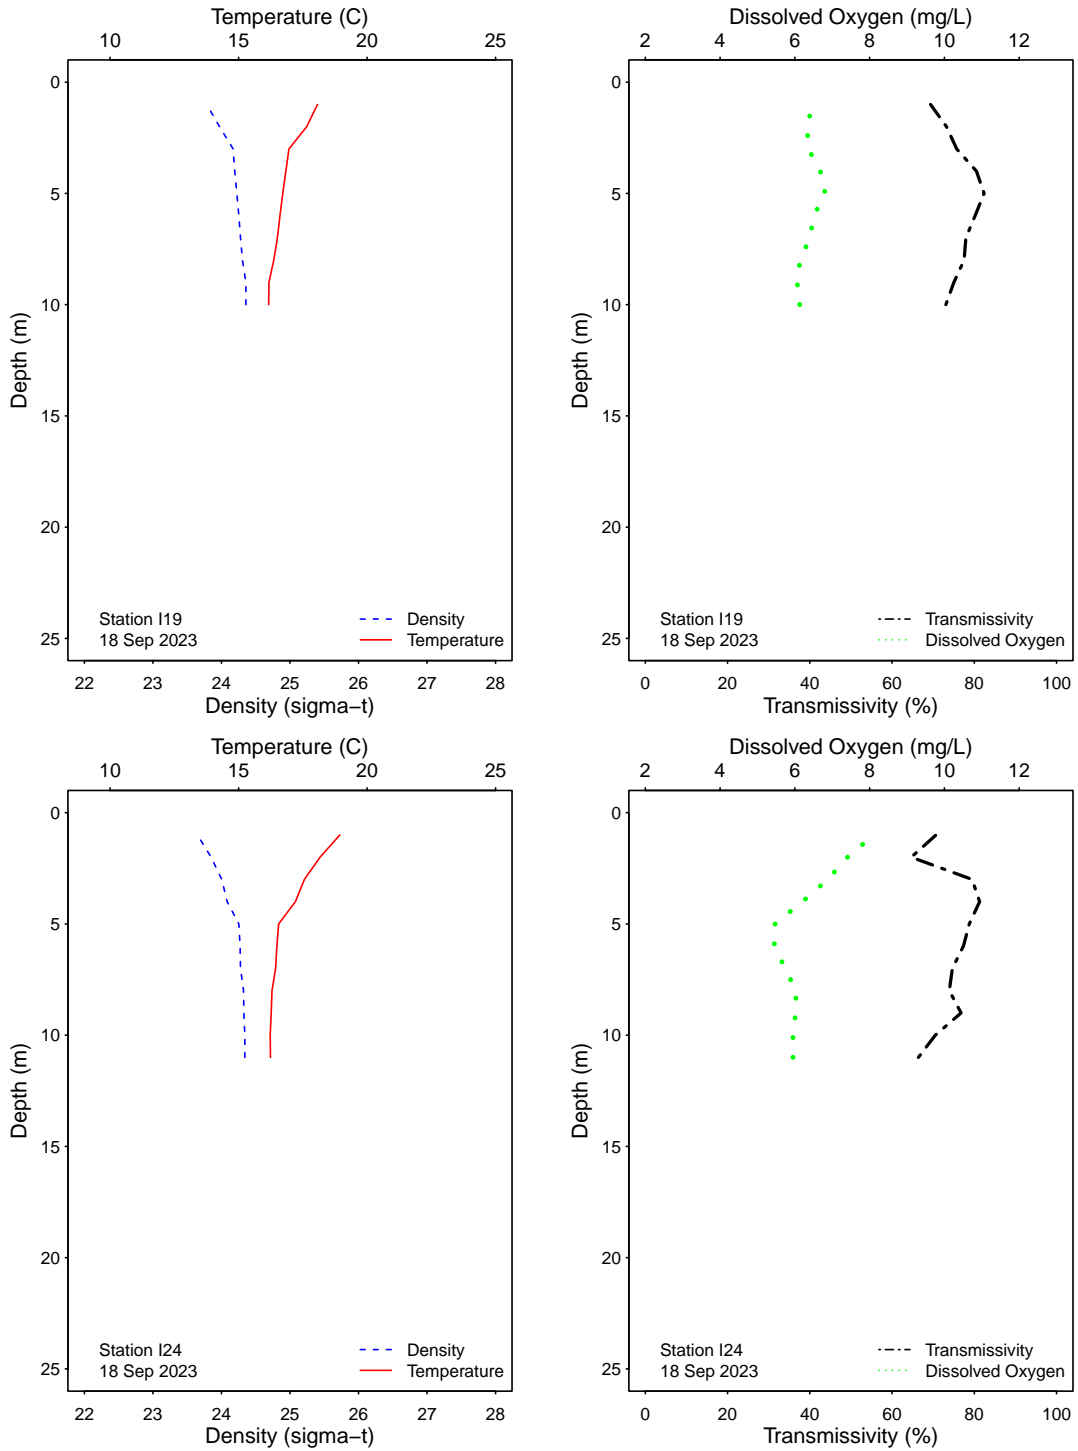 Temperature (C)
10 15 20 25
0
5
10
15
20
25
Depth (m)
Station I19
18 Sep 2023
Density
Temperature
22 23 24 25 26 27 28
Density (sigma−t)
Dissolved Oxygen (mg/L)
2 4 6 8 10 12
0
5
10
15
20
25
Depth (m)
Station I19
18 Sep 2023
Transmissivity
Dissolved Oxygen
0 20 40 60 80 100
Transmissivity (%)
Temperature (C)
10 15 20 25
0
5
10
15
20
25
Depth (m)
Station I24
18 Sep 2023
Density
Temperature
22 23 24 25 26 27 28
Density (sigma−t)
Dissolved Oxygen (mg/L)
2 4 6 8 10 12
0
5
10
15
20
25
Depth (m)
Station I24
18 Sep 2023
Transmissivity
Dissolved Oxygen
0 20 40 60 80 100
Transmissivity (%)